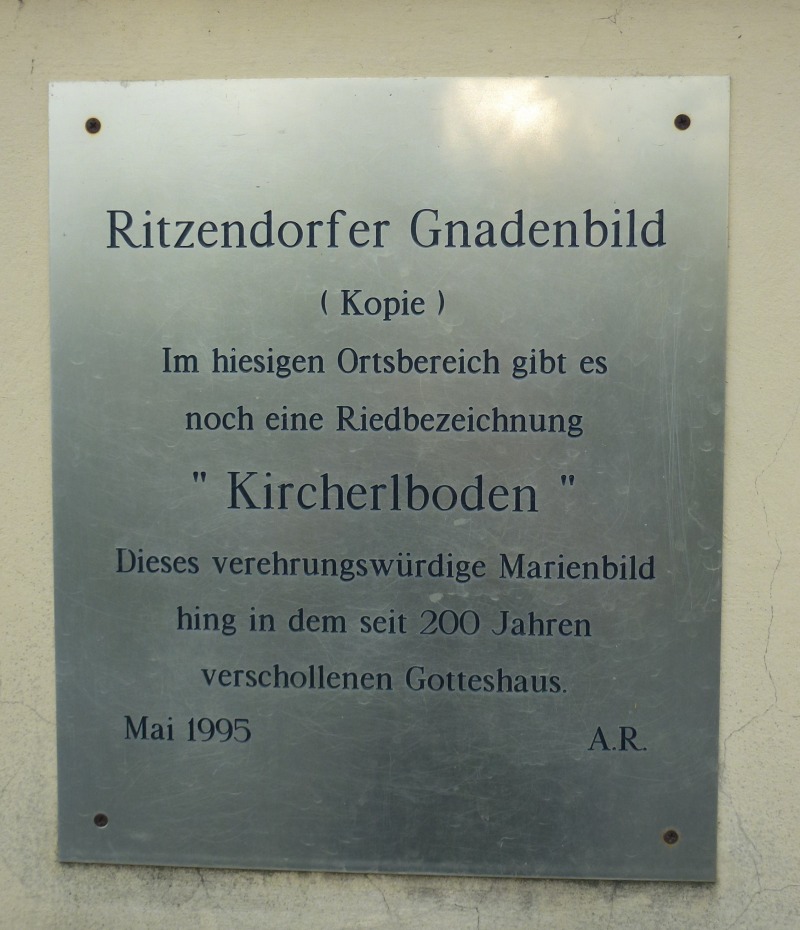 Ritzendorfer Gnadenbild
( Kopie )
Im hiesigen Ortsbereich gibt es
noch eine Riedbezeichnung
" Kircherlboden "
Dieses verehrungswürdige Marienbild
hing in dem seit 200 Jahren
verschollenen Gotteshaus.
Mai 1995 A.R.